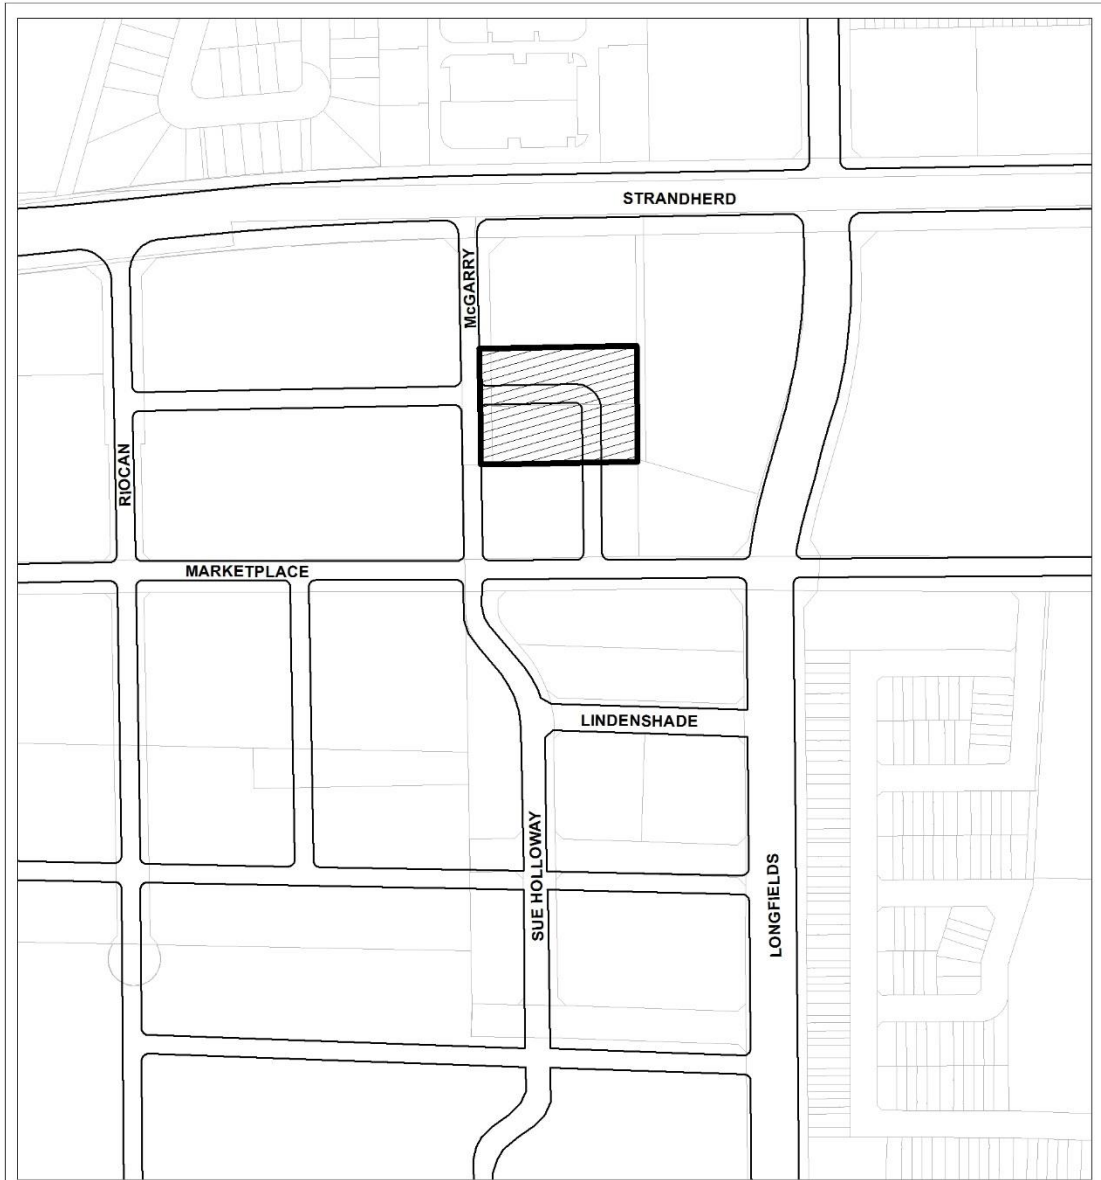 STRANDHERD
McGARRY
RIOCAN
MARKETPLACE
LINDENSHADE
SUE HOLLOWAY
LONGFIELDS